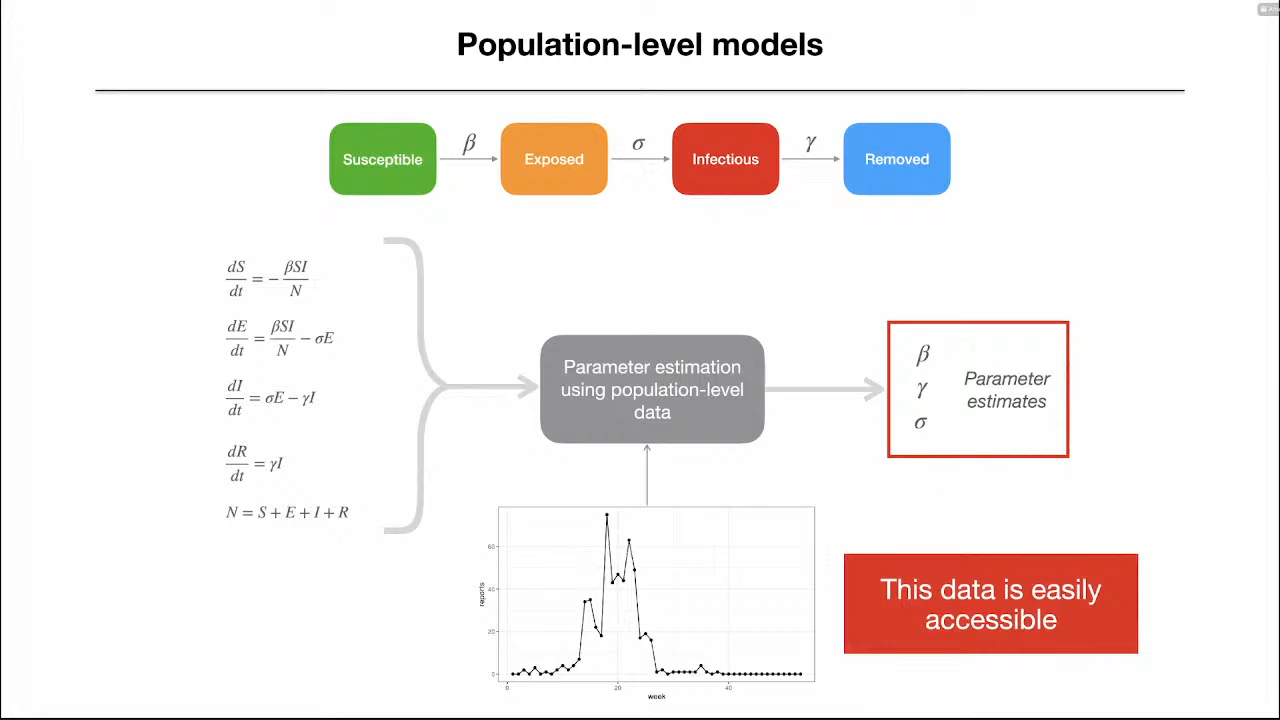 Population-level models
β σ γ
Susceptible Exposed Infectious Removed
dS/dt = − βSI/N
dE/dt = βSI/N − σE
dI/dt = σE − γI
dR/dt = γI
N = S + E + I + R
Parameter estimation
using population-level
data
β
γ
σ
Parameter
estimates
reports
60
40
20
0
0 20 40
week
This data is easily
accessible